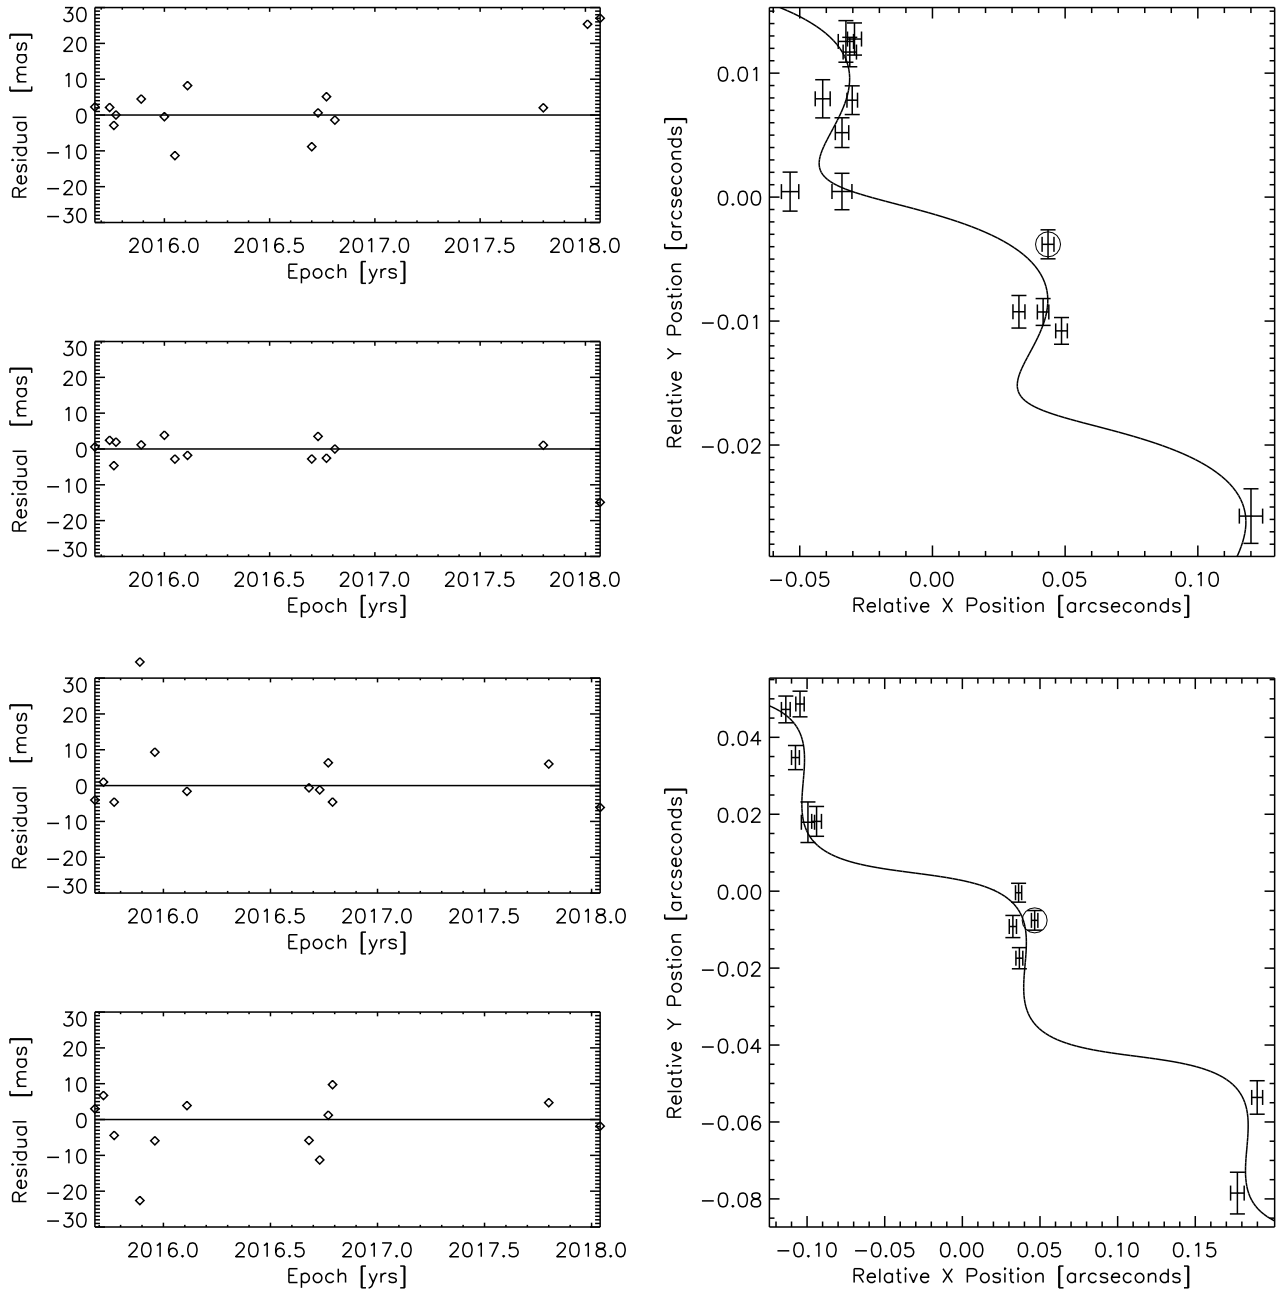 30
20
10
0
−10
−20
−30
Residual [mas]
2016.0 2016.5 2017.0 2017.5 2018.0
Epoch [yrs]
30
20
10
0
−10
−20
−30
Residual [mas]
2016.0 2016.5 2017.0 2017.5 2018.0
Epoch [yrs]
0.01
0.00
−0.01
−0.02
Relative Y Postion [arcseconds]
−0.05 0.00 0.05 0.10
Relative X Position [arcseconds]
30
20
10
0
−10
−20
−30
Residual [mas]
2016.0 2016.5 2017.0 2017.5 2018.0
Epoch [yrs]
30
20
10
0
−10
−20
−30
Residual [mas]
2016.0 2016.5 2017.0 2017.5 2018.0
Epoch [yrs]
0.04
0.02
0.00
−0.02
−0.04
−0.06
−0.08
Relative Y Postion [arcseconds]
−0.10 −0.05 0.00 0.05 0.10 0.15
Relative X Position [arcseconds]